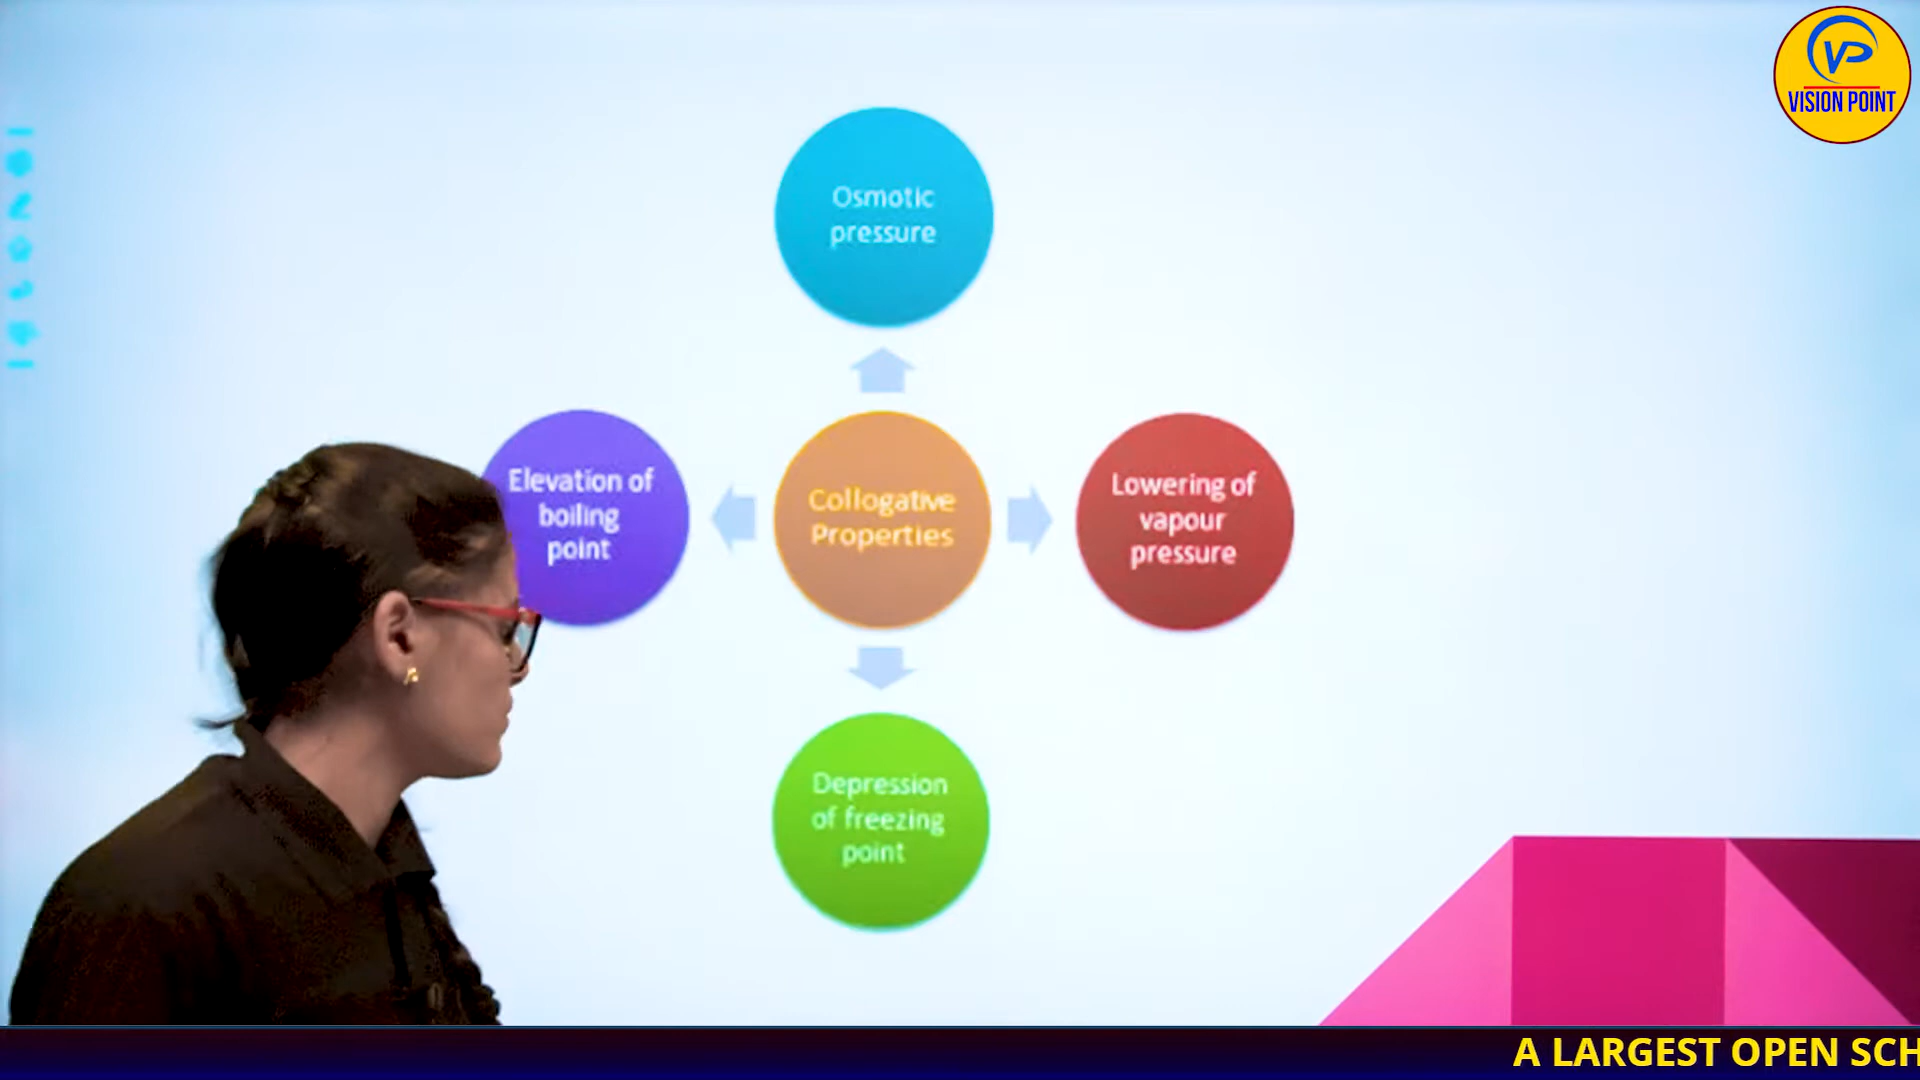 VP
VISION POINT
Osmotic
pressure
Elevation of
boiling
point
Collogative
Properties
Lowering of
vapour
pressure
Depression
of freezing
point
A LARGEST OPEN SCH